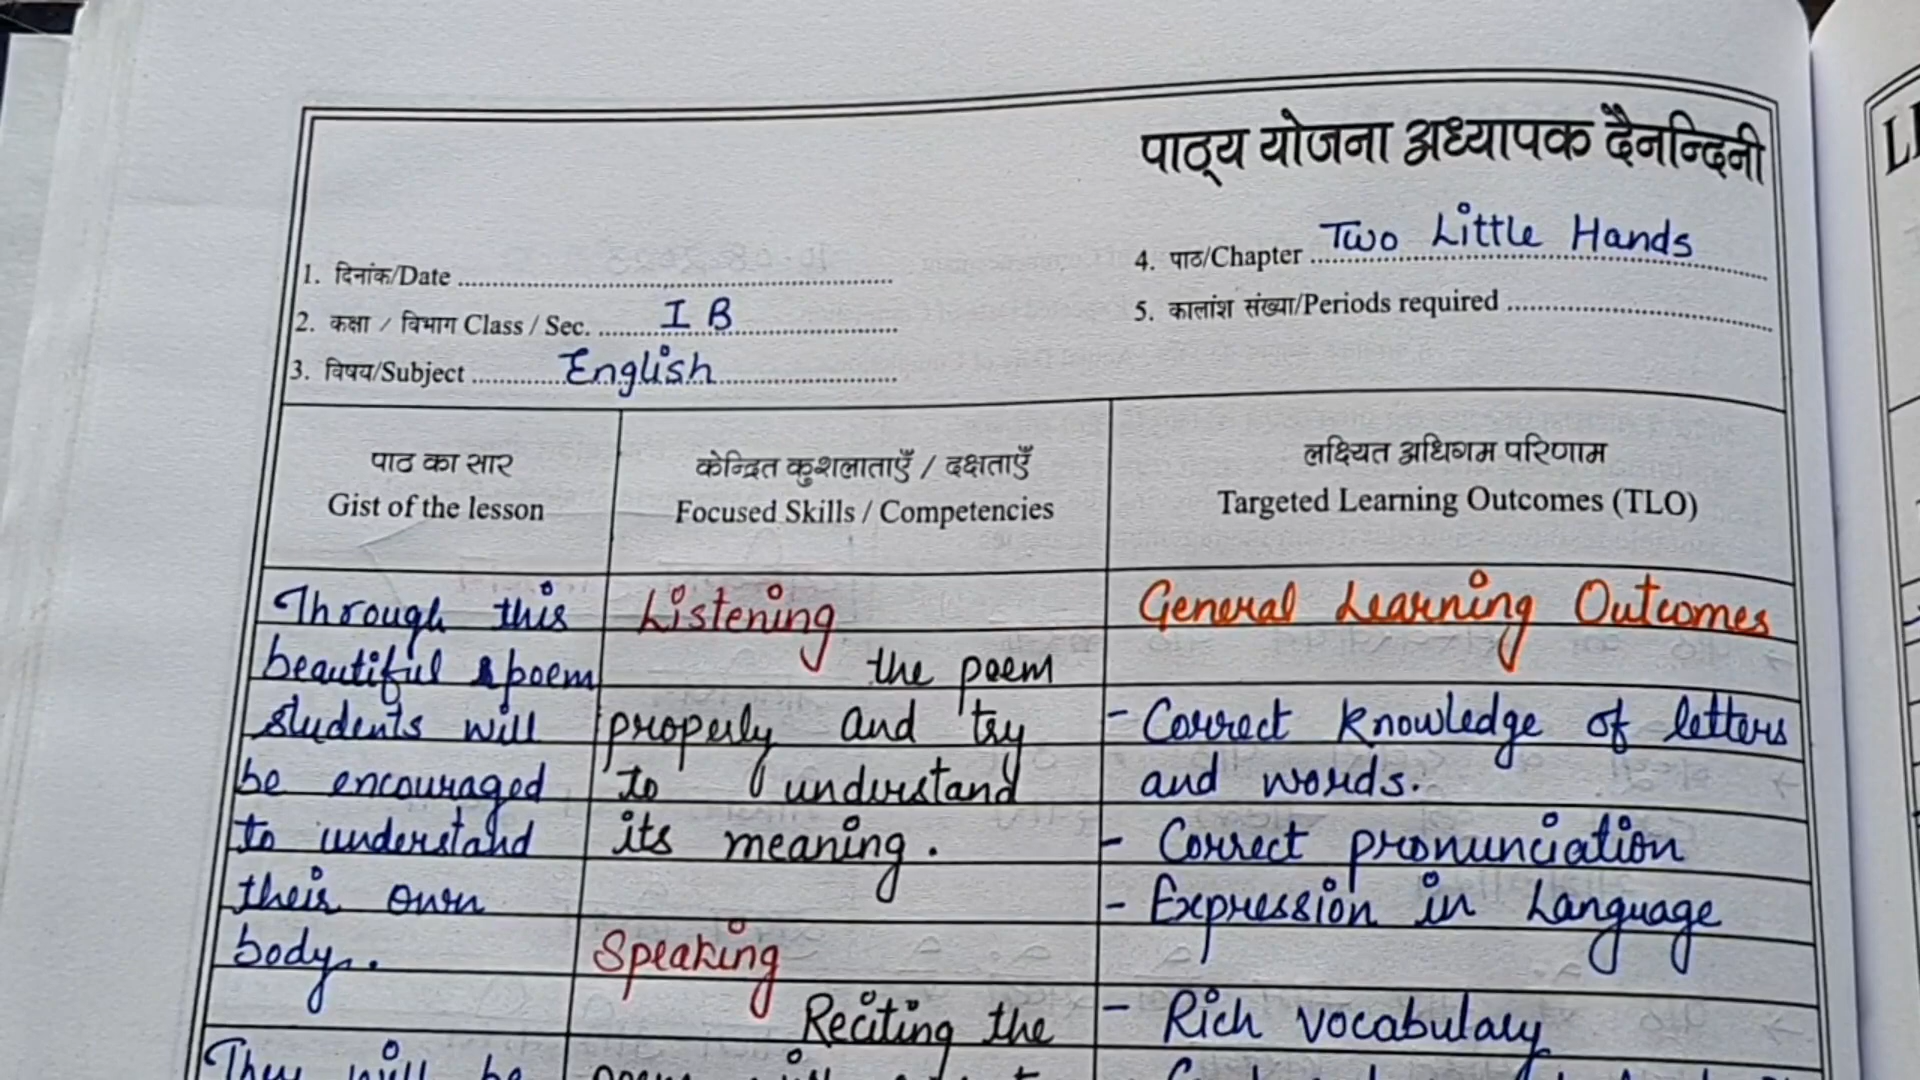 पाठ्य योजना अध्यापक दैनन्दिनी
1. दिनांक/Date
2. कक्षा / विभाग Class / Sec. I B
3. विषय/Subject English
4. पाठ/Chapter Two Little Hands
5. कालांश संख्या/Periods required
पाठ का सार
Gist of the lesson
Through this
beautiful poem
students will
be encouraged
to understand
their own
body.
They will be
केन्द्रित कुशलाताएँ / दक्षताएँ
Focused Skills / Competencies
Listening
the poem
properly and try
to understand
its meaning.
Speaking
Reciting the
लक्ष्यित अधिगम परिणाम
Targeted Learning Outcomes (TLO)
General Learning Outcomes
- Correct knowledge of letters
and words.
- Correct pronunciation
- Expression in Language
- Rich vocabulary